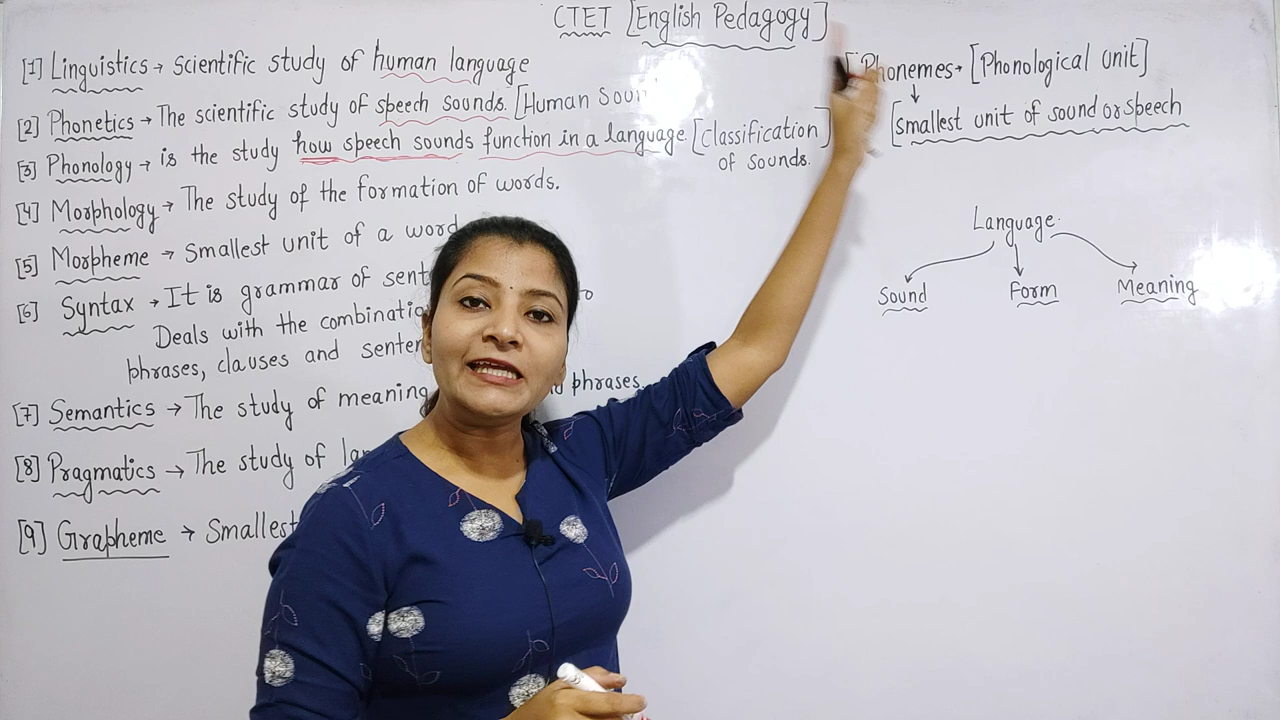 CTET [English Pedagogy]
[1] Linguistics → Scientific study of human language
[2] Phonetics → The scientific study of speech sounds. [Human
[3] Phonology → is the study how speech sounds function in a language [classification
of sounds.
[4] Morphology → The study of the formation of words.
[5] Morpheme → Smallest unit of a word
[6] Syntax → It is grammar of
Deals with the
phrases, clauses and
[7] Semantics → The study of meaning phrases.
[8] Pragmatics → The study of
[9] Grapheme → Smallest
Phonemes → [Phonological Unit]
↓
[smallest unit of sound or speech
Language.
Sound Form Meaning